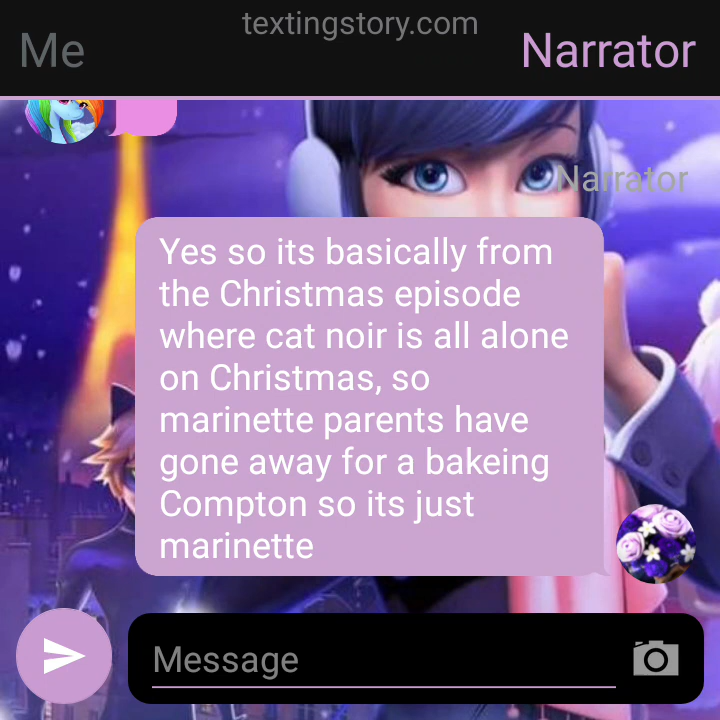 textingstory.com
Me
Narrator
Narrator
Yes so its basically from
the Christmas episode
where cat noir is all alone
on Christmas, so
marinette parents have
gone away for a bakeing
Compton so its just
marinette
Message